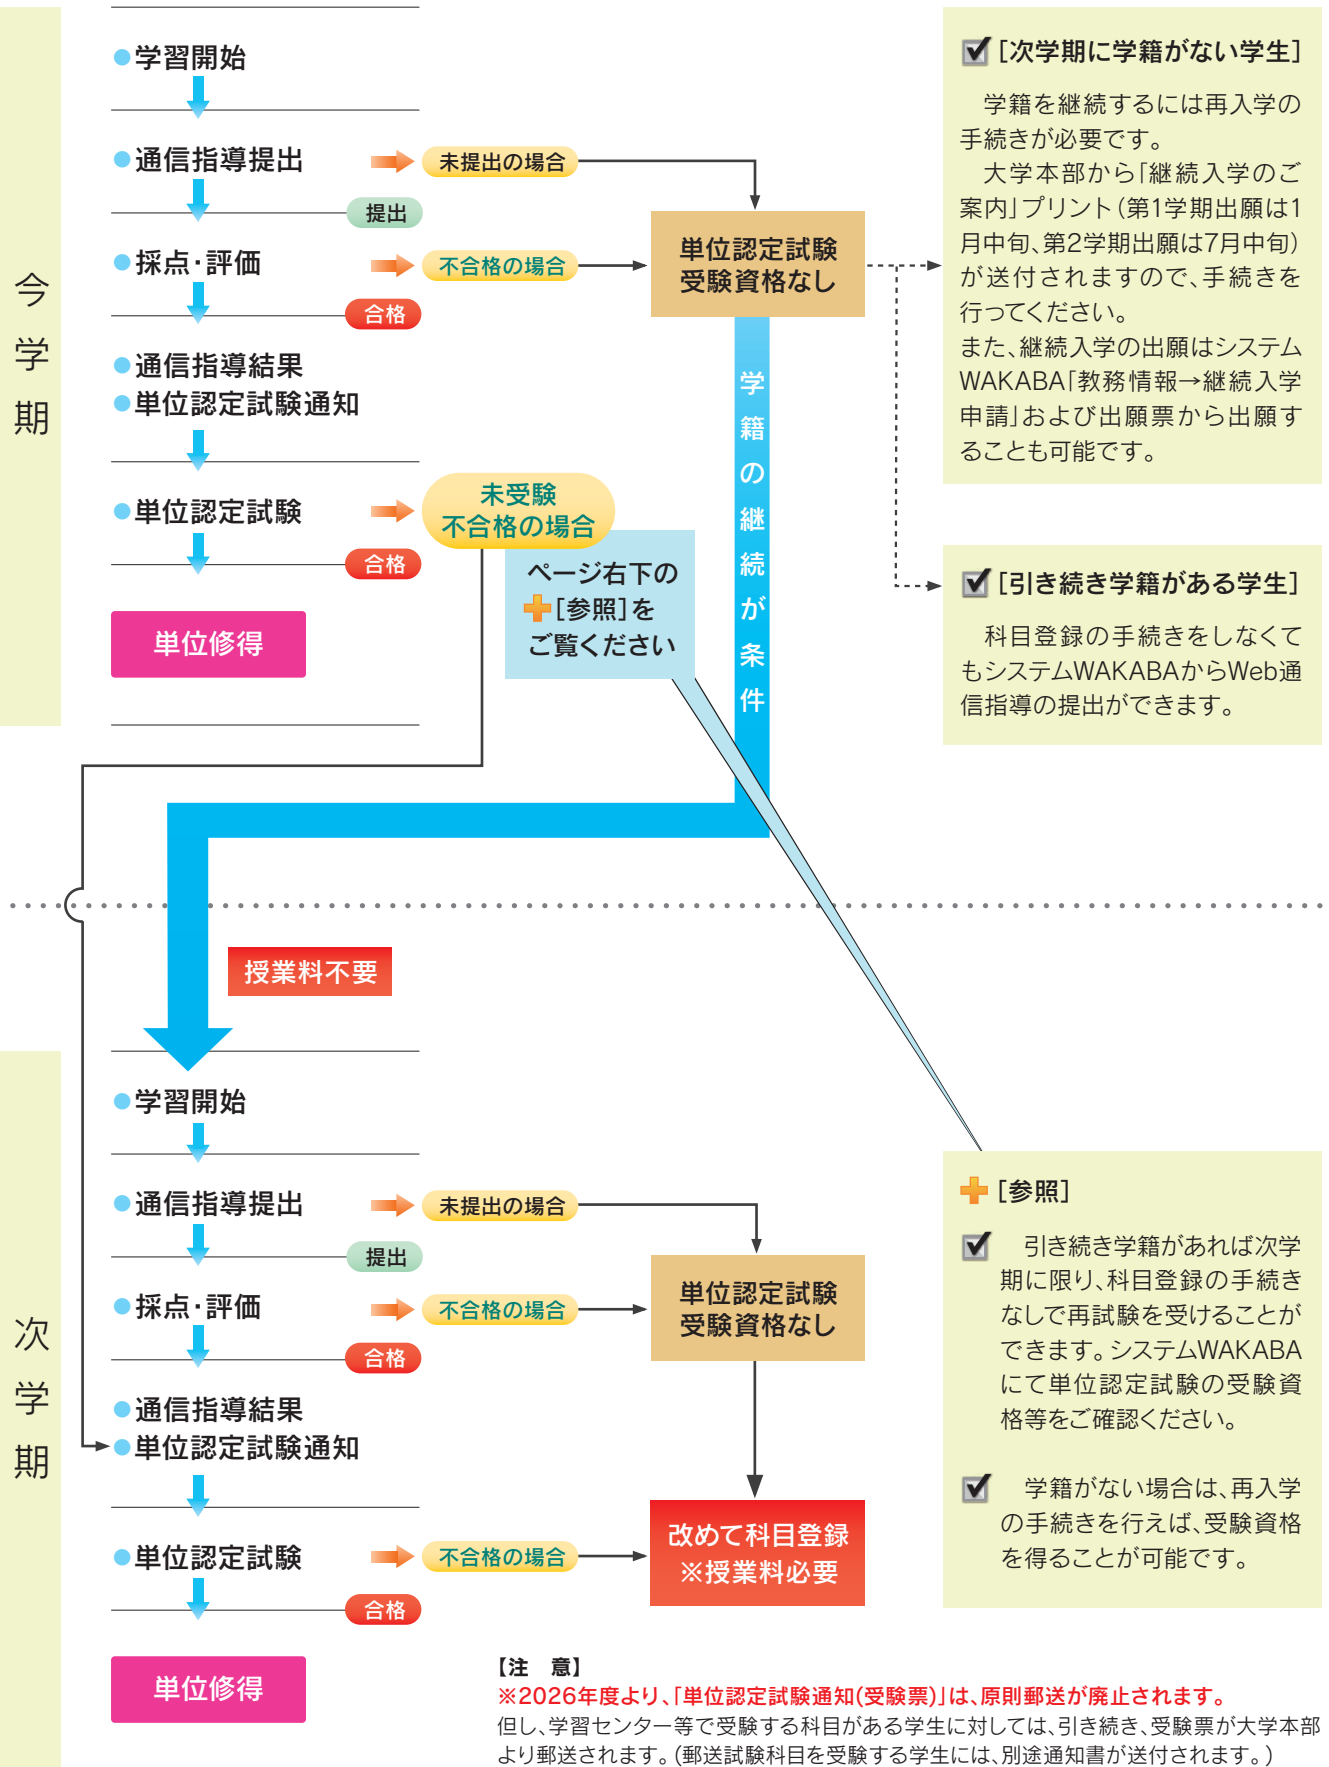 今学期
●学習開始
●通信指導提出
未提出の場合
提出
●採点・評価
不合格の場合
合格
単位認定試験
受験資格なし
●通信指導結果
●単位認定試験通知
●単位認定試験
未受験
不合格の場合
合格
単位修得
ページ右下の
[参照]を
ご覧ください
学籍の継続が条件
[次学期に学籍がない学生]
学籍を継続するには再入学の
手続きが必要です。
大学本部から「継続入学のご
案内」プリント(第1学期出願は1
月中旬、第2学期出願は7月中旬)
が送付されますので、手続きを
行ってください。
また、継続入学の出願はシステム
WAKABA「教務情報→継続入学
申請」および出願票から出願す
ることも可能です。
[引き続き学籍がある学生]
科目登録の手続きをしなくて
もシステムWAKABAからWeb通
信指導の提出ができます。
授業料不要
次学期
●学習開始
●通信指導提出
未提出の場合
提出
●採点・評価
不合格の場合
合格
単位認定試験
受験資格なし
●通信指導結果
●単位認定試験通知
●単位認定試験
不合格の場合
合格
改めて科目登録
※授業料必要
単位修得
[参照]
引き続き学籍があれば次学
期に限り、科目登録の手続き
なしで再試験を受けることが
できます。システムWAKABA
にて単位認定試験の受験資
格等をご確認ください。
学籍がない場合は、再入学
の手続きを行えば、受験資格
を得ることが可能です。
【注　意】
※2026年度より、「単位認定試験通知(受験票)」は、原則郵送が廃止されます。
但し、学習センター等で受験する科目がある学生に対しては、引き続き、受験票が大学本部
より郵送されます。(郵送試験科目を受験する学生には、別途通知書が送付されます。)